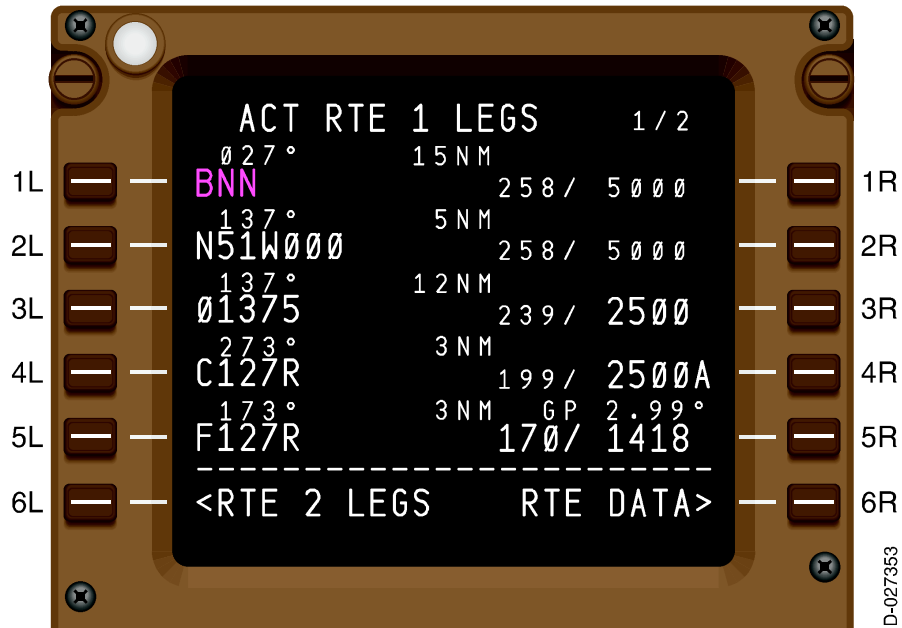 ACT RTE 1 LEGS 1/2
Ø27° 15NM
1L BNN 258/ 5ØØØ 1R
137° 5NM
2L N51WØØØ 258/ 5ØØØ 2R
137° 12NM
3L Ø1375 239/ 25ØØ 3R
273° 3NM
4L C127R 199/ 25ØØA 4R
173° 3NM GP 2.99°
5L F127R 17Ø/ 1418 5R
--------------------------
6L <RTE 2 LEGS RTE DATA> 6R
D-027353